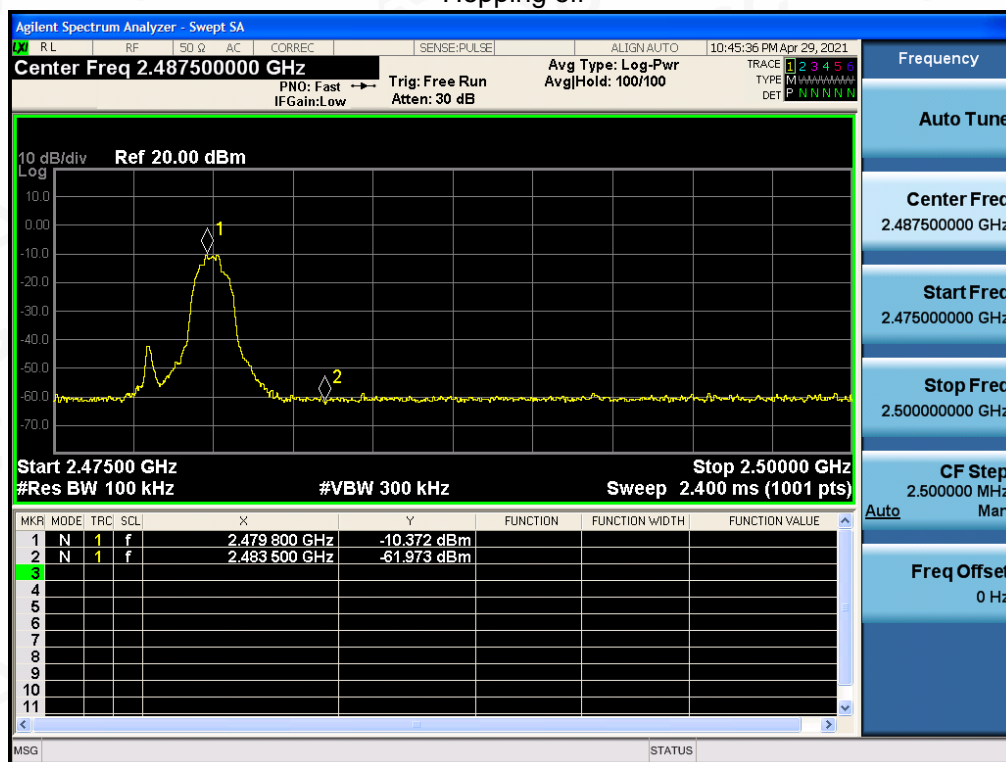 Hopping off
Agilent Spectrum Analyzer - Swept SA
LXI RL RF 50 Ω AC CORREC SENSE:PULSE ALIGN AUTO 10:45:36 PM Apr 29, 2021
Center Freq 2.487500000 GHz Avg Type: Log-Pwr TRACE 1 2 3 4 5 6
PNO: Fast Trig: Free Run Avg|Hold: 100/100 TYPE M WWWWW
IFGain:Low Atten: 30 dB DET P N N N N N
10 dB/div Ref 20.00 dBm
Log
10.0
0.00
-10.0
-20.0
-30.0
-40.0
-50.0
-60.0
-70.0
1
2
Start 2.47500 GHz Stop 2.50000 GHz
#Res BW 100 kHz #VBW 300 kHz Sweep 2.400 ms (1001 pts)
MKR MODE TRC SCL X Y FUNCTION FUNCTION WIDTH FUNCTION VALUE
1 N 1 f 2.479 800 GHz -10.372 dBm
2 N 1 f 2.483 500 GHz -61.973 dBm
3
4
5
6
7
8
9
10
11
MSG STATUS
Frequency
Auto Tune
Center Freq
2.487500000 GHz
Start Freq
2.475000000 GHz
Stop Freq
2.500000000 GHz
CF Step
2.500000 MHz
Auto Man
Freq Offset
0 Hz